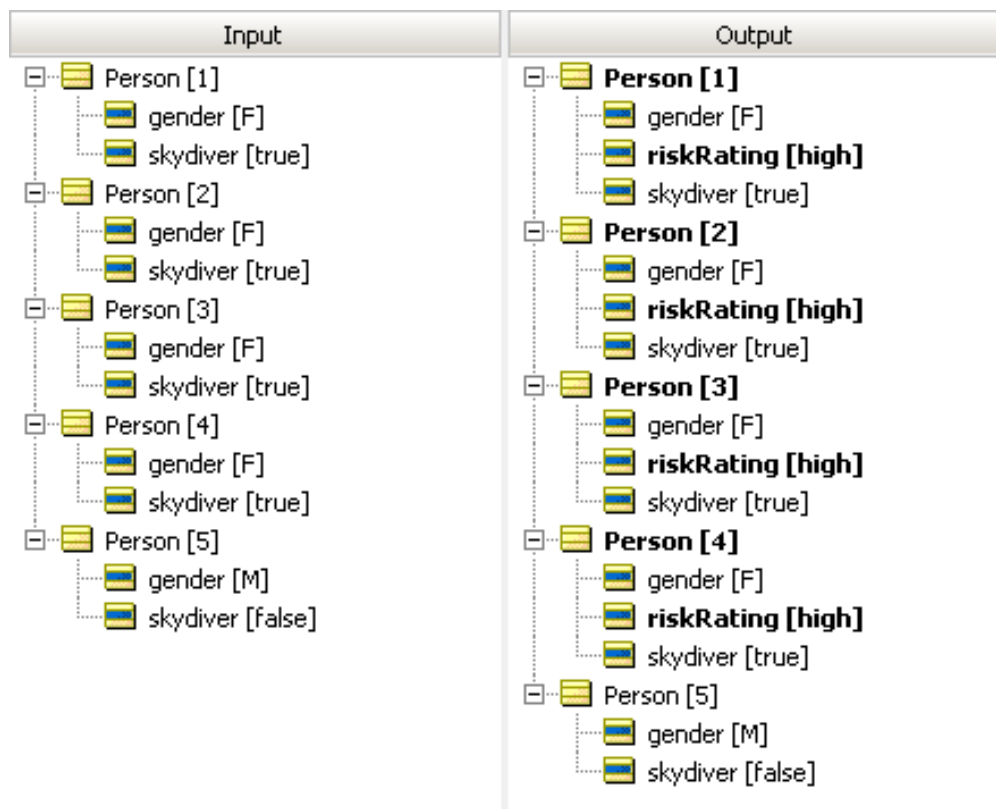 Input
Person [1]
gender [F]
skydiver [true]
Person [2]
gender [F]
skydiver [true]
Person [3]
gender [F]
skydiver [true]
Person [4]
gender [F]
skydiver [true]
Person [5]
gender [M]
skydiver [false]
Output
Person [1]
gender [F]
riskRating [high]
skydiver [true]
Person [2]
gender [F]
riskRating [high]
skydiver [true]
Person [3]
gender [F]
riskRating [high]
skydiver [true]
Person [4]
gender [F]
riskRating [high]
skydiver [true]
Person [5]
gender [M]
skydiver [false]